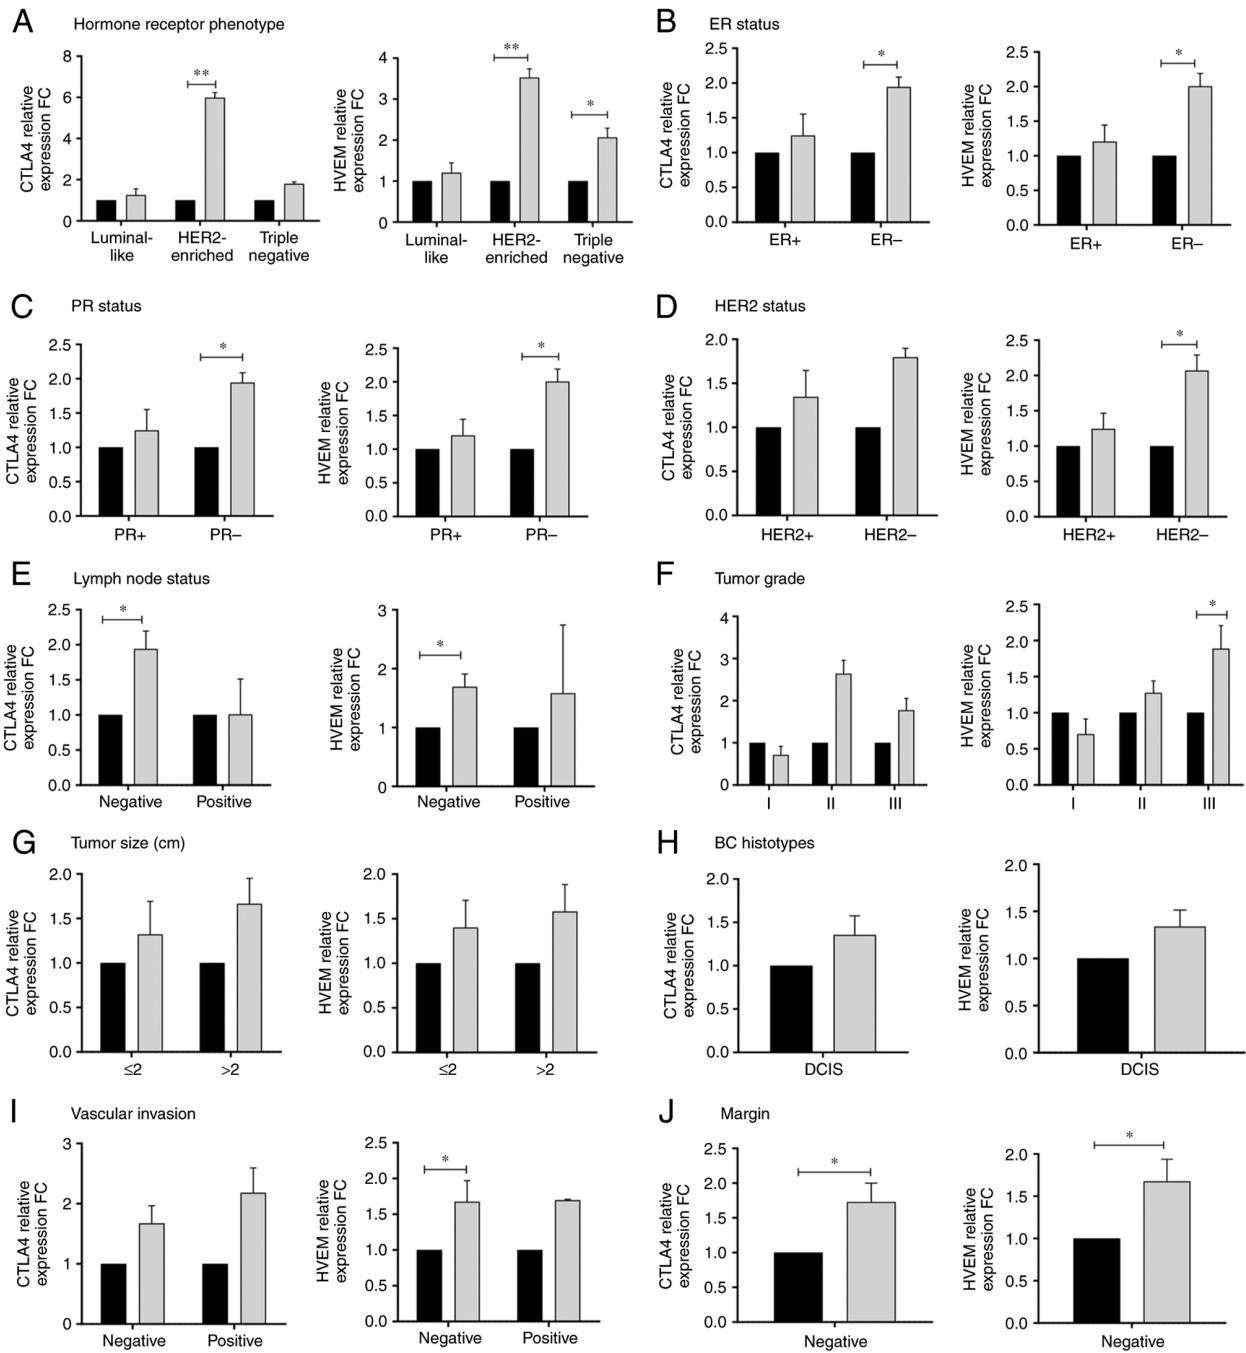 A Hormone receptor phenotype
CTLA4 relative
expression FC
8
6
4
2
0
**
Luminal-
like
HER2-
enriched
Triple
negative
HVEM relative
expression FC
4
3
2
1
0
**
*
Luminal-
like
HER2-
enriched
Triple
negative
B ER status
CTLA4 relative
expression FC
2.5
2.0
1.5
1.0
0.5
0.0
*
ER+
ER–
HVEM relative
expression FC
2.5
2.0
1.5
1.0
0.5
0.0
*
ER+
ER–
C PR status
CTLA4 relative
expression FC
2.5
2.0
1.5
1.0
0.5
0.0
*
PR+
PR–
HVEM relative
expression FC
2.5
2.0
1.5
1.0
0.5
0.0
*
PR+
PR–
D HER2 status
CTLA4 relative
expression FC
2.0
1.5
1.0
0.5
0.0
HER2+
HER2–
HVEM relative
expression FC
2.5
2.0
1.5
1.0
0.5
0.0
*
HER2+
HER2–
E Lymph node status
CTLA4 relative
expression FC
2.5
2.0
1.5
1.0
0.5
0.0
*
Negative
Positive
HVEM relative
expression FC
3
2
1
0
*
Negative
Positive
F Tumor grade
CTLA4 relative
expression FC
4
3
2
1
0
I
II
III
HVEM relative
expression FC
2.5
2.0
1.5
1.0
0.5
0.0
*
I
II
III
G Tumor size (cm)
CTLA4 relative
expression FC
2.0
1.5
1.0
0.5
0.0
≤2
>2
HVEM relative
expression FC
2.0
1.5
1.0
0.5
0.0
≤2
>2
H BC histotypes
CTLA4 relative
expression FC
2.0
1.5
1.0
0.5
0.0
DCIS
HVEM relative
expression FC
2.0
1.5
1.0
0.5
0.0
DCIS
I Vascular invasion
CTLA4 relative
expression FC
3
2
1
0
Negative
Positive
HVEM relative
expression FC
2.5
2.0
1.5
1.0
0.5
0.0
*
Negative
Positive
J Margin
CTLA4 relative
expression FC
2.5
2.0
1.5
1.0
0.5
0.0
*
Negative
HVEM relative
expression FC
2.0
1.5
1.0
0.5
0.0
*
Negative